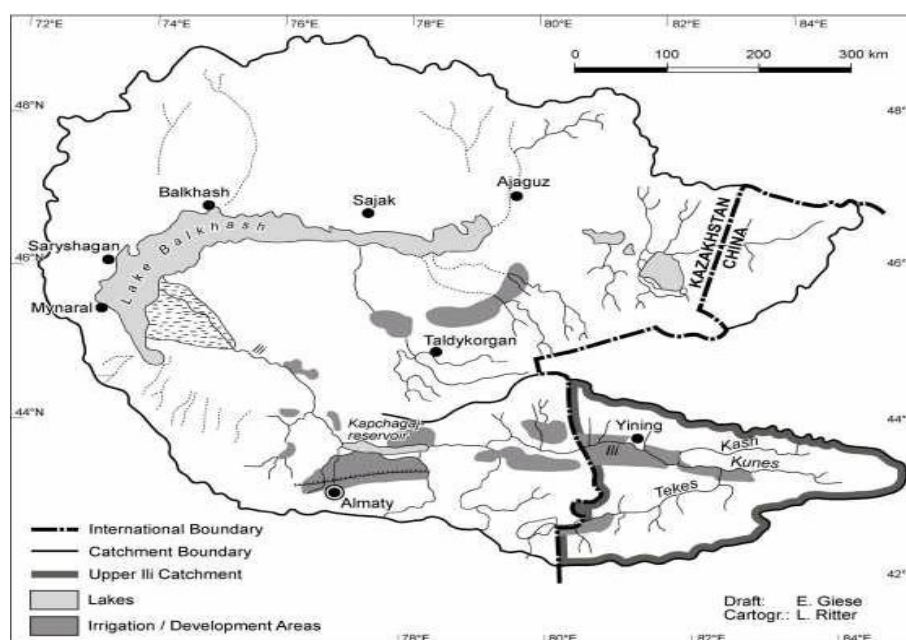 72°E 74°E 76°E 78°E 80°E 82°E 84°E
0 100 200 300 km
48°N 48°
Balkhash
Sajak
Ajaguz
Lake Balkhash
Saryshagan
KAZAKHSTAN
CHINA
46°N 46°
Mynaral
Taldykorgan
Ili
44°N 44°
Kapchagaj
reservoir
Yining
Ili
Kash
Kunes
Tekes
Almaty
International Boundary
Catchment Boundary
Upper Ili Catchment
42°
Lakes
Draft: E. Giese
Cartogr.: L. Ritter
Irrigation / Development Areas
78°E 80°E 82°E 84°E